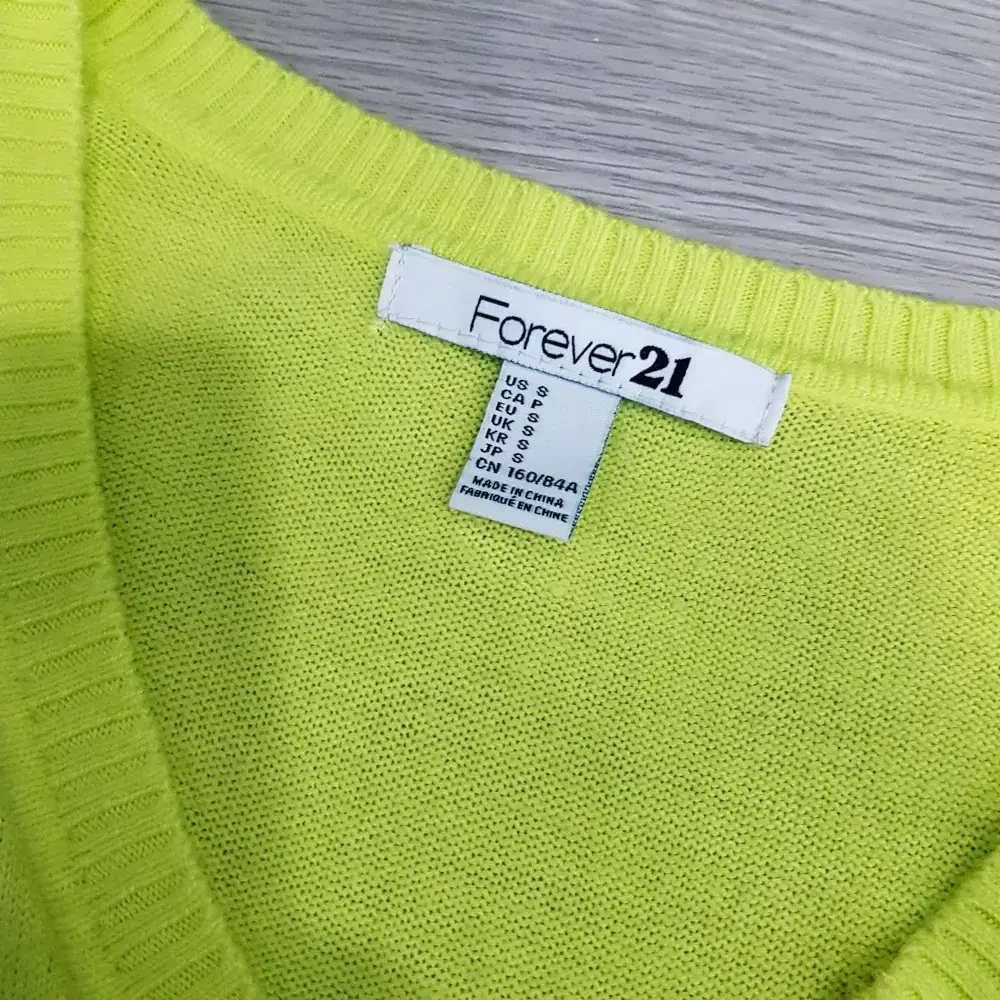 Forever21
US S
CA P
EU S
UK S
KR S
JP S
CN 160/84A
MADE IN CHINA
FABRIQUÉ EN CHINE